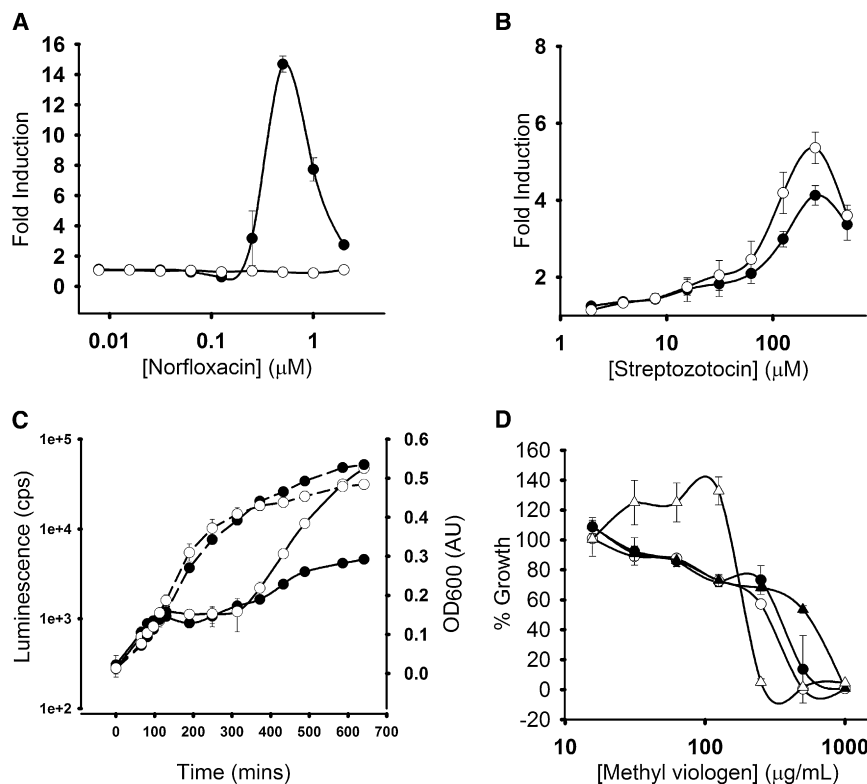 A
16
14
12
10
8
6
4
2
0
Fold Induction
0.01 0.1 1
[Norfloxacin] (μM)
B
8
6
4
2
Fold Induction
1 10 100
[Streptozotocin] (μM)
C
1e+5
1e+4
1e+3
1e+2
Luminescence (cps)
0.6
0.5
0.4
0.3
0.2
0.1
0.0
OD600 (AU)
0 100 200 300 400 500 600 700
Time (mins)
D
160
140
120
100
80
60
40
20
0
-20
% Growth
10 100 1000
[Methyl viologen] (μg/mL)